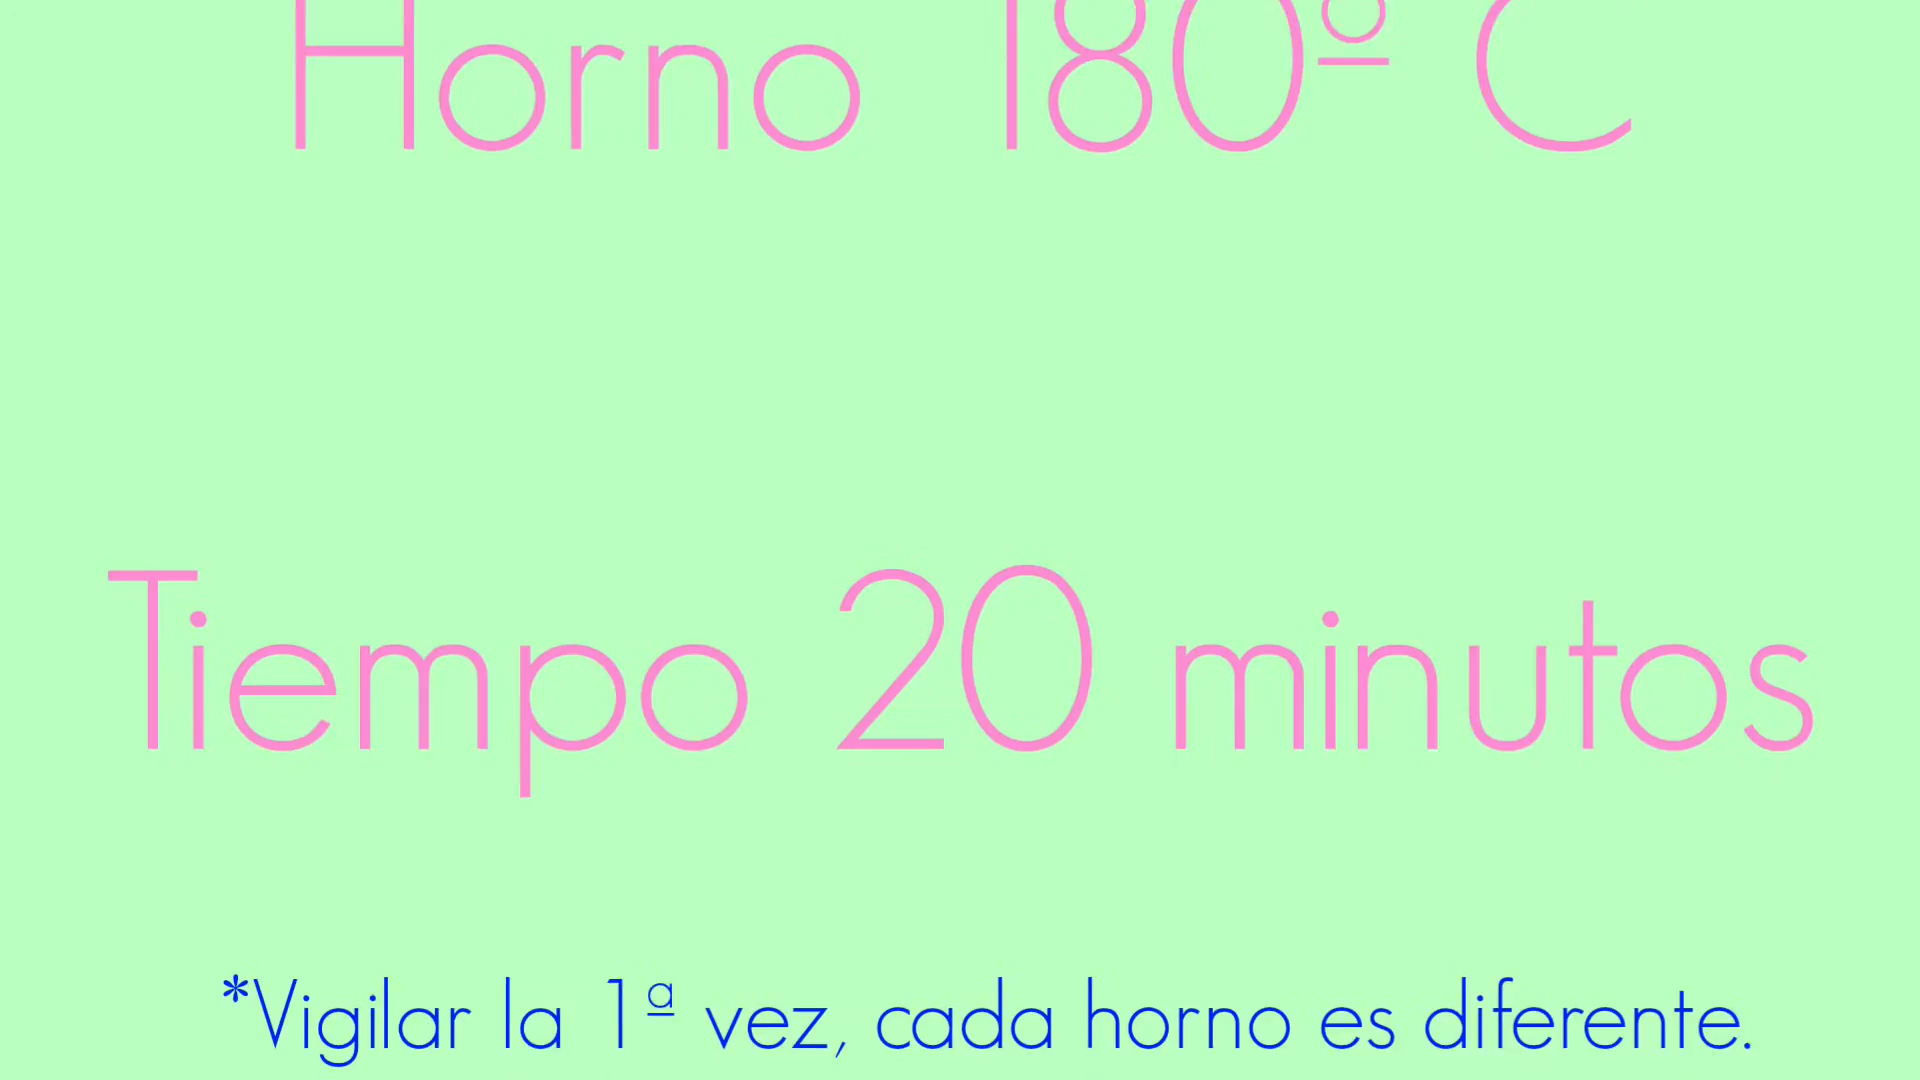 Horno 180º C
Tiempo 20 minutos
*Vigilar la 1ª vez, cada horno es diferente.